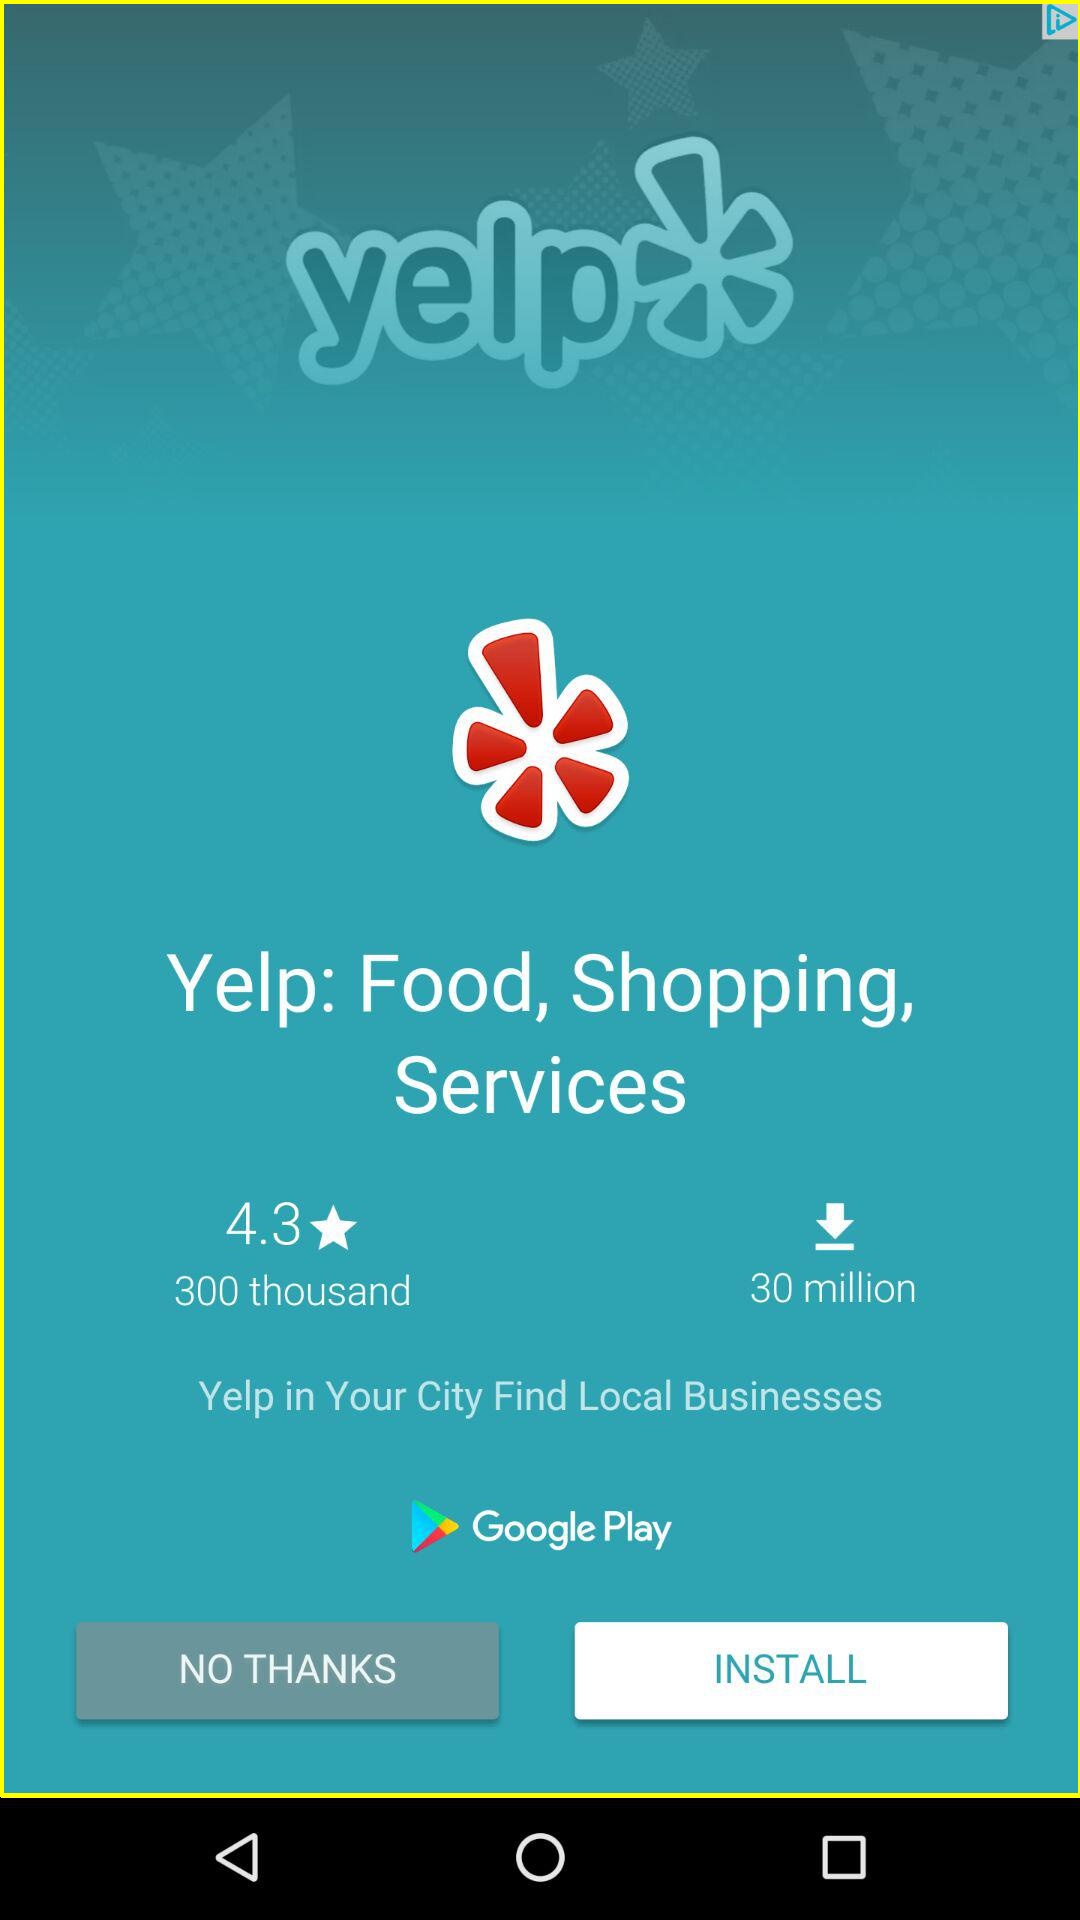 yelp
Yelp: Food, Shopping,
Services
4.3
300 thousand
30 million
Yelp in Your City Find Local Businesses
Google Play
NO THANKS
INSTALL